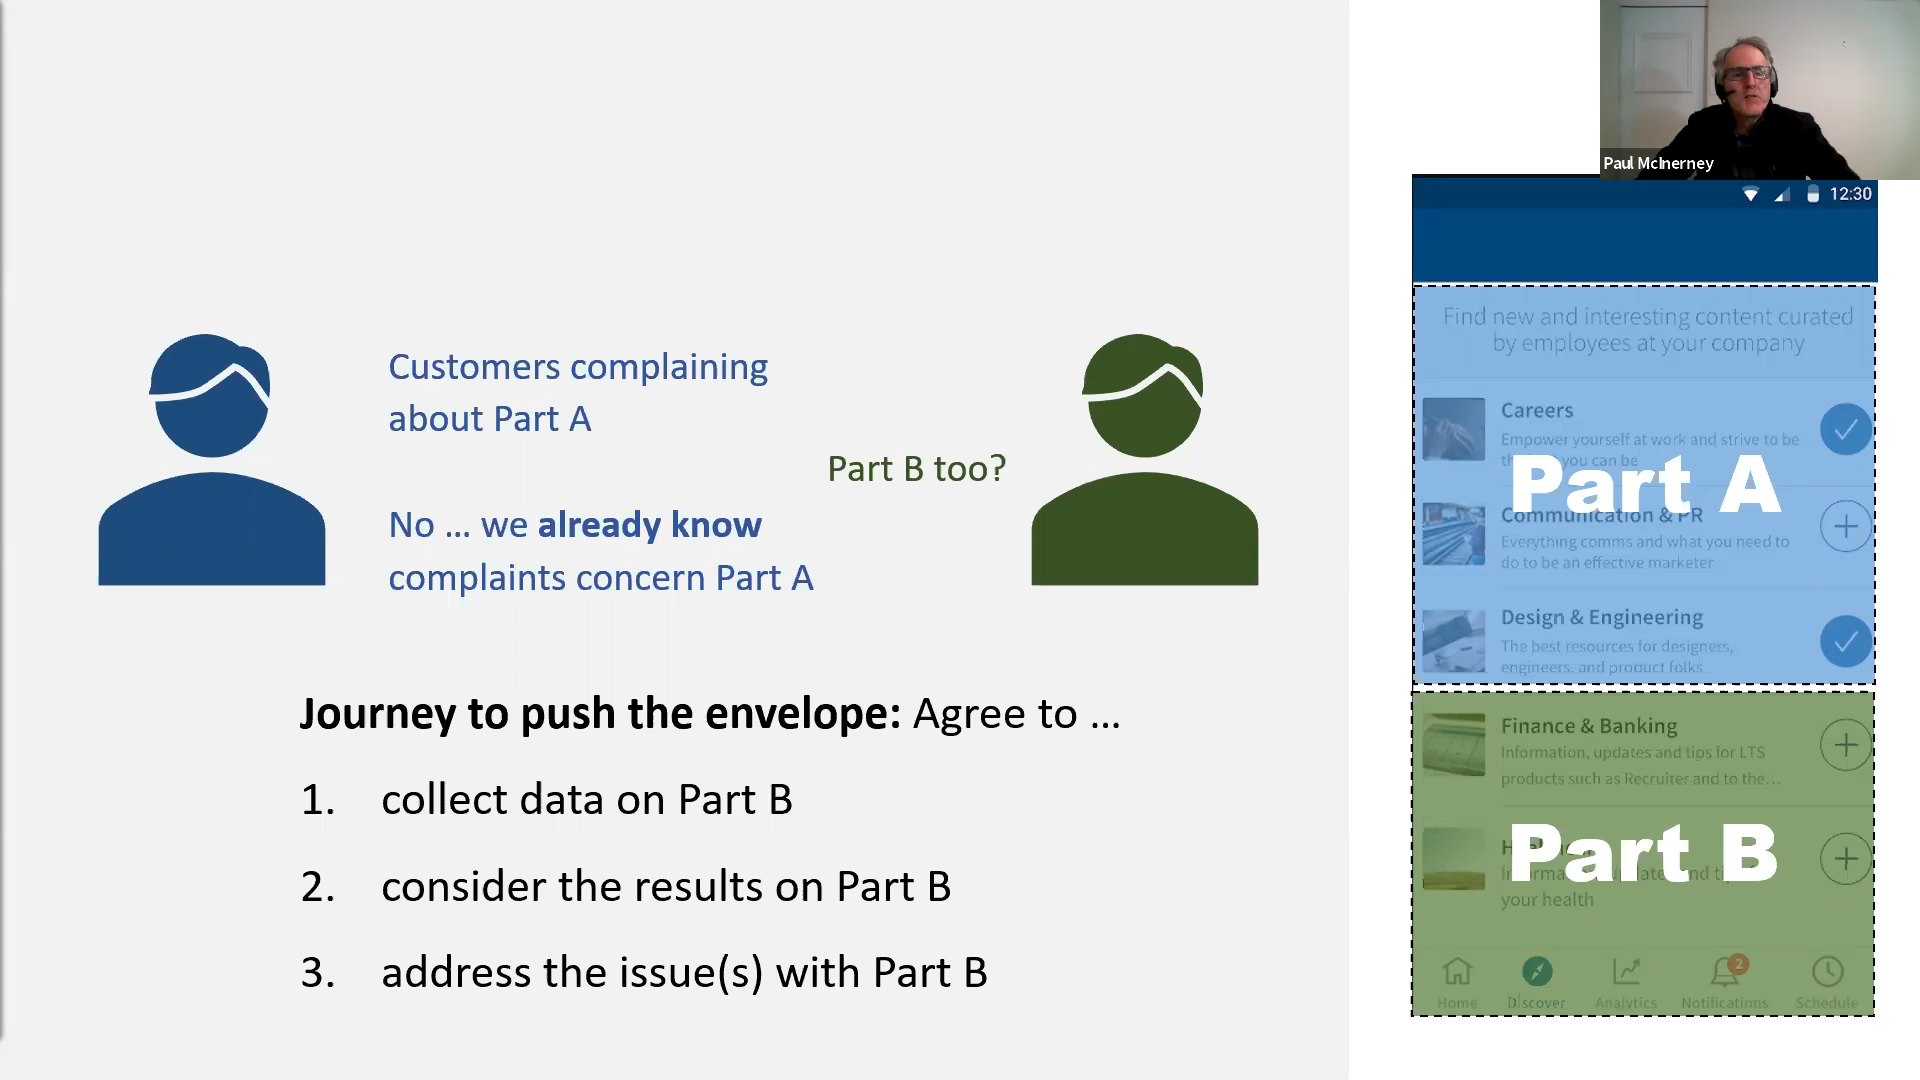 Customers complaining
about Part A
Part B too?
No ... we already know
complaints concern Part A
Journey to push the envelope: Agree to ...
1. collect data on Part B
2. consider the results on Part B
3. address the issue(s) with Part B
Paul McInerney
12:30
Find new and interesting content curated
by employees at your company
Careers
Empower yourself at work and strive to be
you can be
Part A
Communication & PR
Everything comms and what you need to
do to be an effective marketer
Design & Engineering
The best resources for designers,
engineers, and product folks
Finance & Banking
Information, updates and tips for LTS
products such as Recruiter and to the...
Part B
your health
2
Home Discover Analytics Notifications Schedule